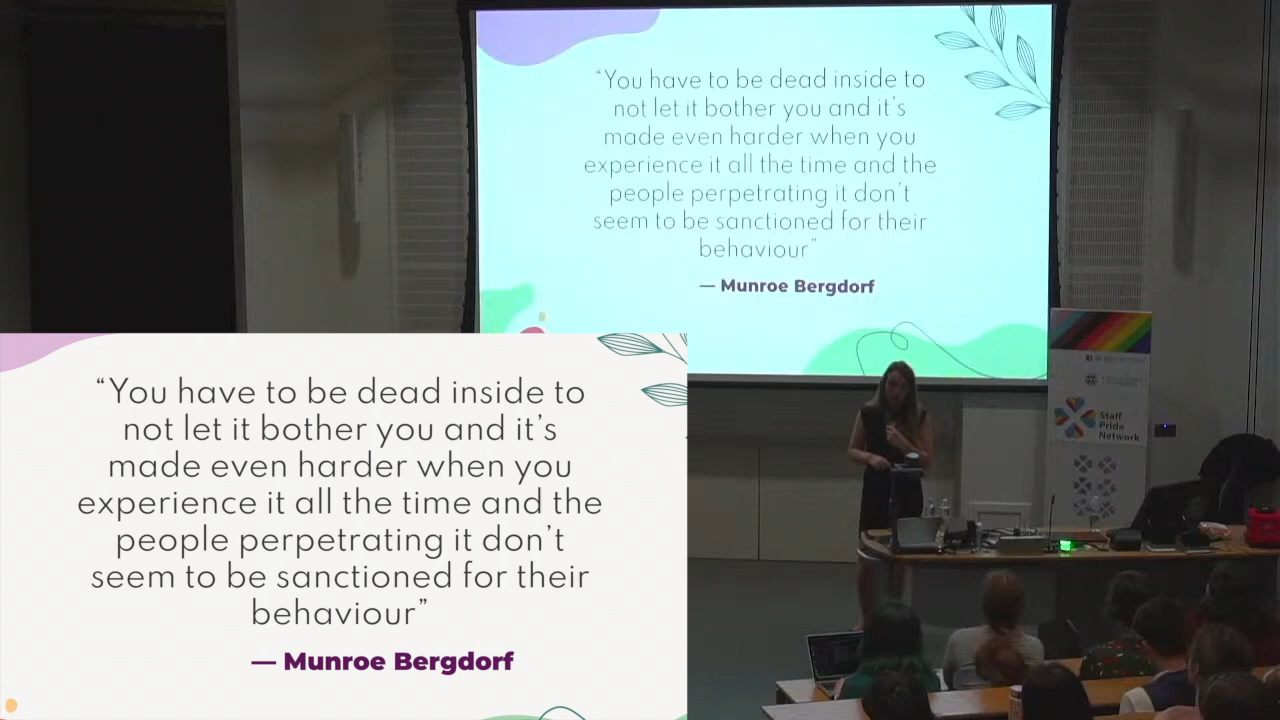 “You have to be dead inside to
not let it bother you and it’s
made even harder when you
experience it all the time and the
people perpetrating it don’t
seem to be sanctioned for their
behaviour”
— Munroe Bergdorf
Staff
Pride
Network
“You have to be dead inside to
not let it bother you and it’s
made even harder when you
experience it all the time and the
people perpetrating it don’t
seem to be sanctioned for their
behaviour”
— Munroe Bergdorf